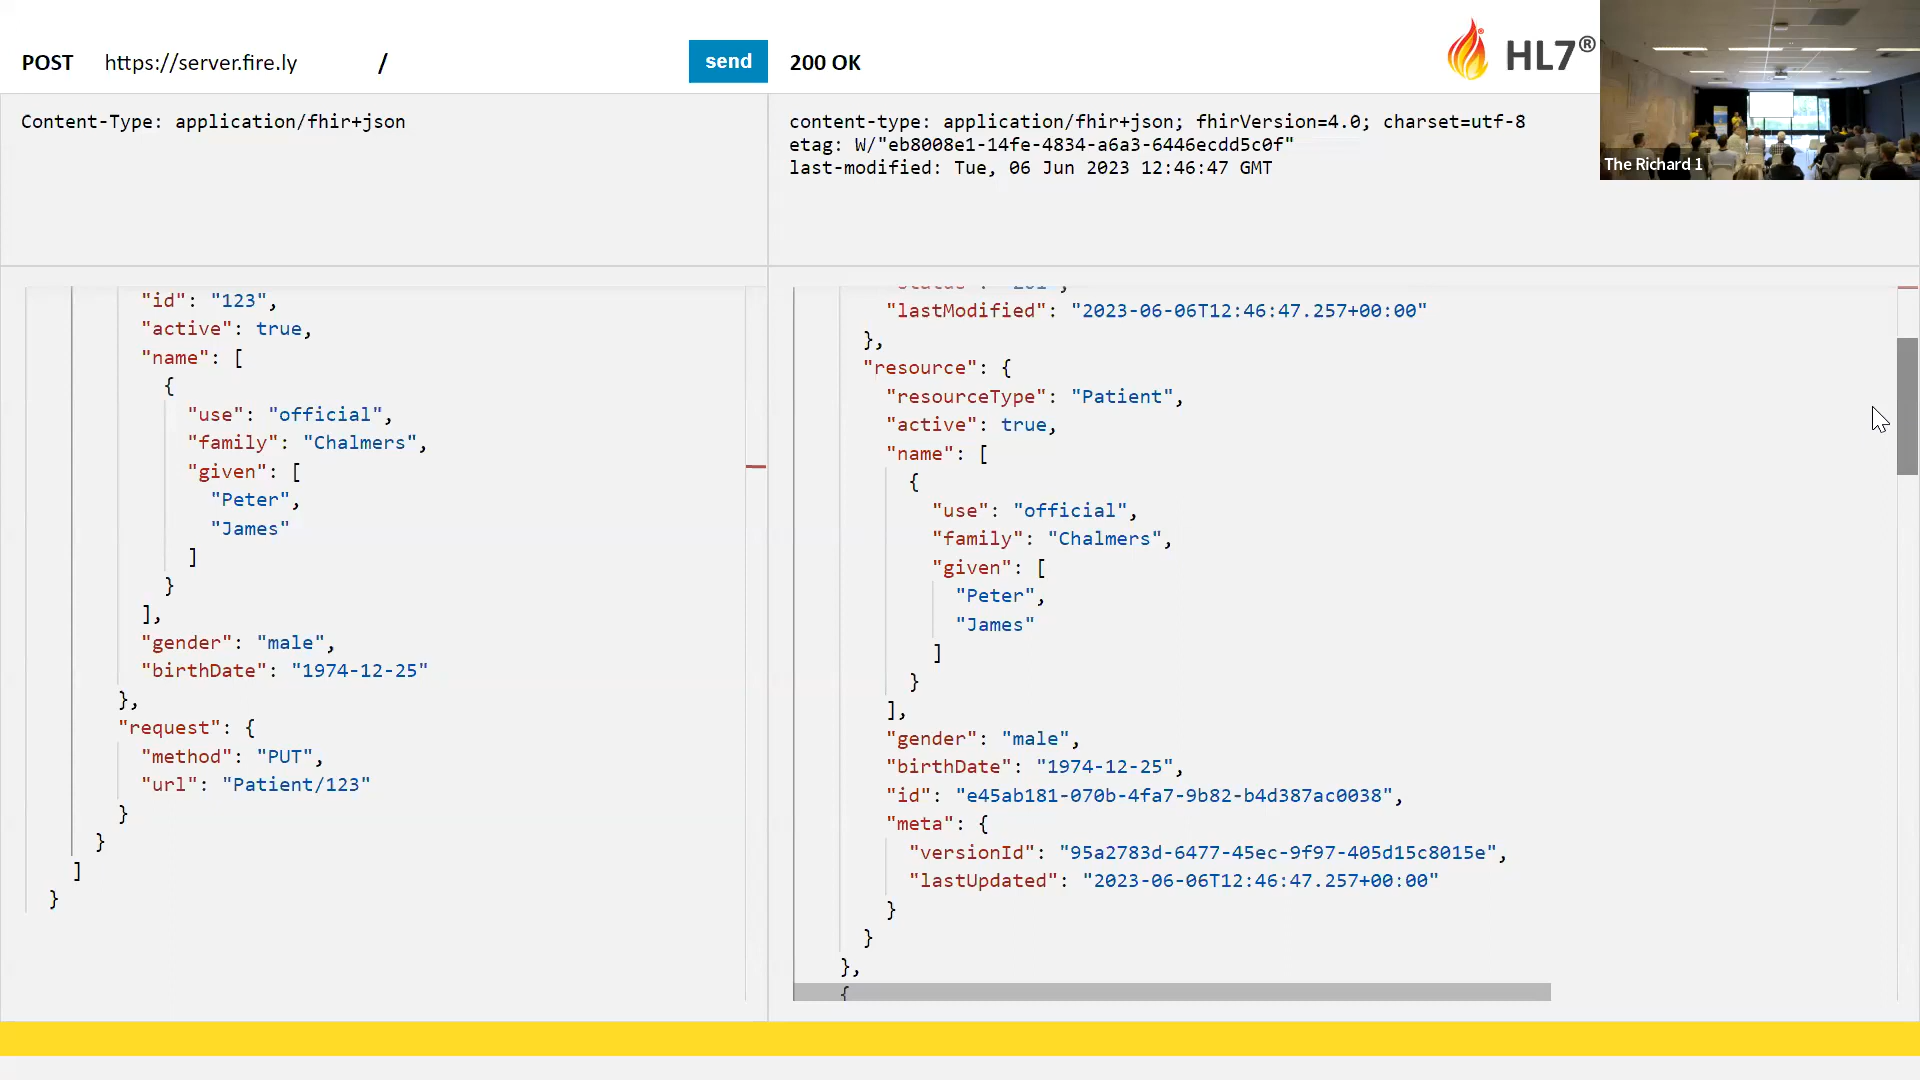 POST https://server.fire.ly / send 200 OK
HL7®
The Richard 1
Content-Type: application/fhir+json
content-type: application/fhir+json; fhirVersion=4.0; charset=utf-8
etag: W/"eb8008e1-14fe-4834-a6a3-6446ecdd5c0f"
last-modified: Tue, 06 Jun 2023 12:46:47 GMT
"id": "123",
"active": true,
"name": [
{
"use": "official",
"family": "Chalmers",
"given": [
"Peter",
"James"
]
}
],
"gender": "male",
"birthDate": "1974-12-25"
},
"request": {
"method": "PUT",
"url": "Patient/123"
}
}
]
}
"lastModified": "2023-06-06T12:46:47.257+00:00"
},
"resource": {
"resourceType": "Patient",
"active": true,
"name": [
{
"use": "official",
"family": "Chalmers",
"given": [
"Peter",
"James"
]
}
],
"gender": "male",
"birthDate": "1974-12-25",
"id": "e45ab181-070b-4fa7-9b82-b4d387ac0038",
"meta": {
"versionId": "95a2783d-6477-45ec-9f97-405d15c8015e",
"lastUpdated": "2023-06-06T12:46:47.257+00:00"
}
}
},
{